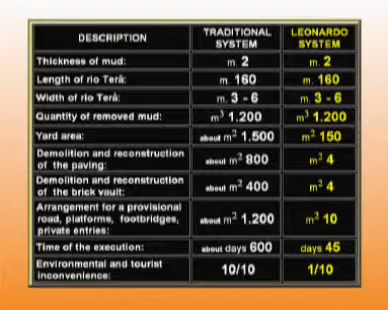 DESCRIPTION TRADITIONAL SYSTEM LEONARDO SYSTEM
Thickness of mud: m. 2 m. 2
Length of rio Terà: m. 160 m. 160
Width of rio Terà: m. 3 - 6 m. 3 - 6
Quantity of removed mud: m³ 1.200 m³ 1.200
Yard area: about m² 1.500 m² 150
Demolition and reconstruction
of the paving: about m² 800 m² 4
Demolition and reconstruction
of the brick vault: about m² 400 m² 4
Arrangement for a provisional
road, platforms, footbridges,
private entries: about m² 1.200 m² 10
Time of the execution: about days 600 days 45
Environmental and tourist
inconvenience: 10/10 1/10